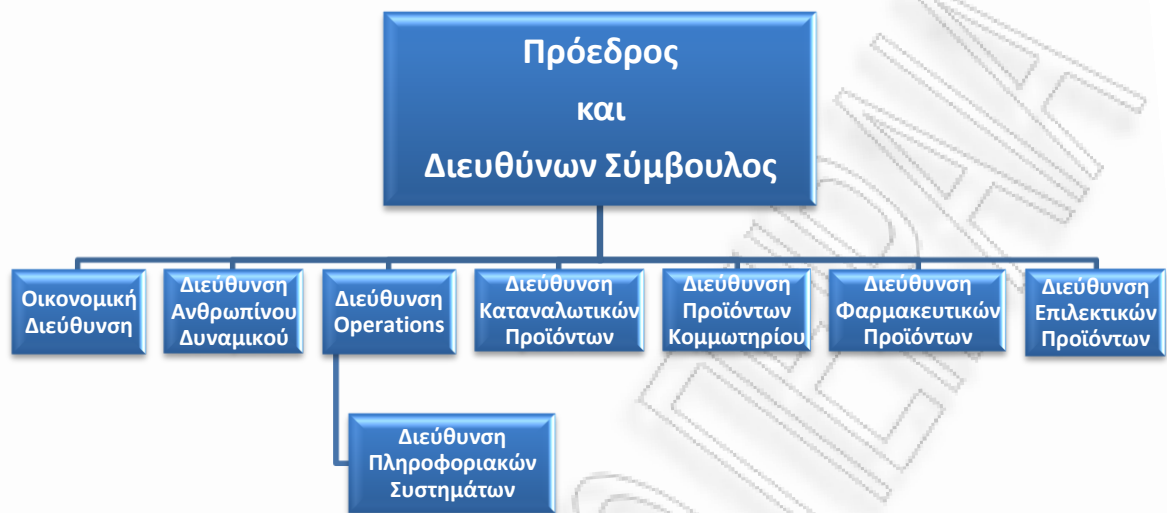 Πρόεδρος
και
Διευθύνων Σύμβουλος
Οικονομική
Διεύθυνση
Διεύθυνση
Ανθρωπίνου
Δυναμικού
Διεύθυνση
Operations
Διεύθυνση
Καταναλωτικών
Προϊόντων
Διεύθυνση
Προϊόντων
Κομμωτηρίου
Διεύθυνση
Φαρμακευτικών
Προϊόντων
Διεύθυνση
Επιλεκτικών
Προϊόντων
Διεύθυνση
Πληροφοριακών
Συστημάτων